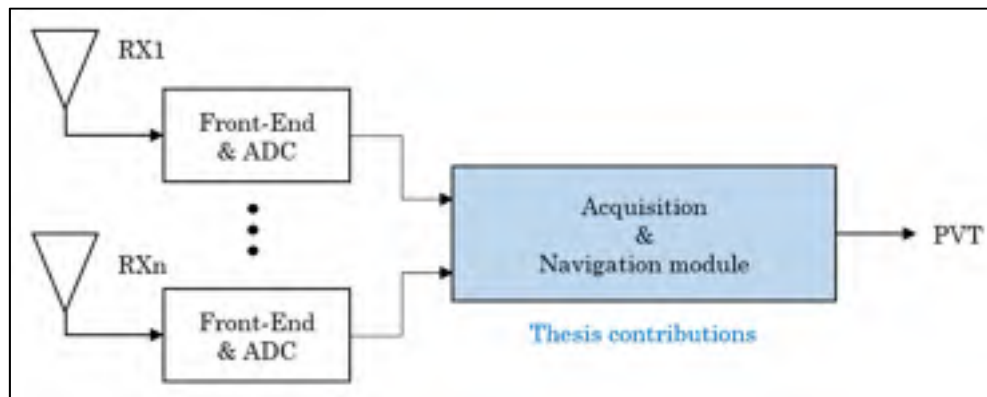 RX1
Front-End
& ADC
Acquisition
&
Navigation module
PVT
RXn
Front-End
& ADC
Thesis contributions